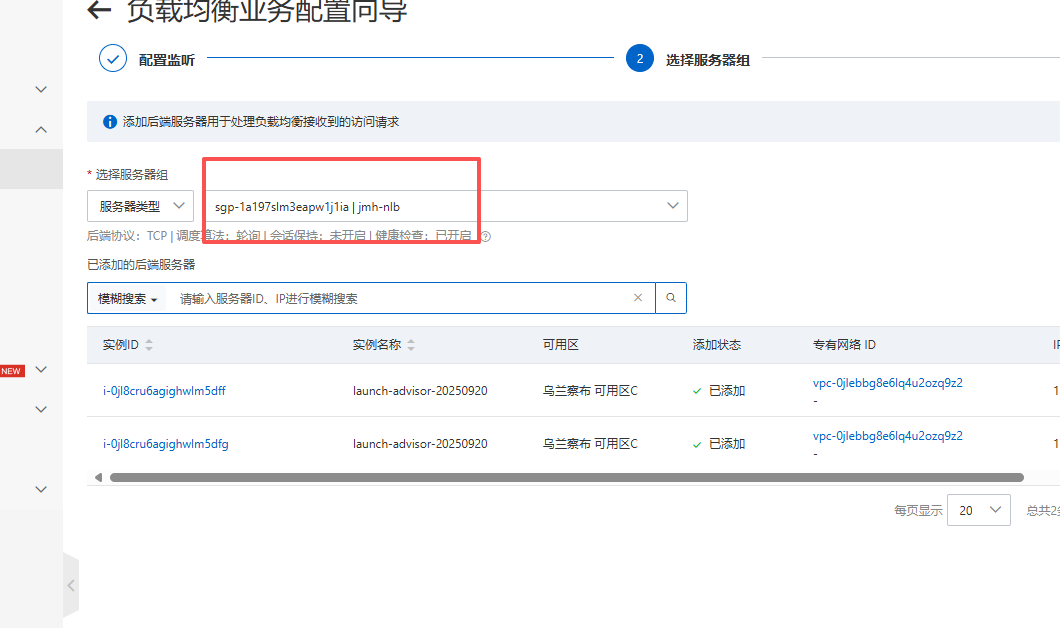 负载均衡业务配置向导
配置监听
2 选择服务器组
添加后端服务器用于处理负载均衡接收到的访问请求
* 选择服务器组
服务器类型 sgp-1a197slm3eapw1j1ia | jmh-nlb
后端协议：TCP | 调度算法：轮询 | 会话保持：未开启 | 健康检查：已开启
已添加的后端服务器
模糊搜索 请输入服务器ID、IP进行模糊搜索
实例ID 实例名称 可用区 添加状态 专有网络 ID
NEW
i-0jl8cru6agighwlm5dff launch-advisor-20250920 乌兰察布 可用区C 已添加 vpc-0jlebbg8e6lq4u2ozq9z2
-
i-0jl8cru6agighwlm5dfg launch-advisor-20250920 乌兰察布 可用区C 已添加 vpc-0jlebbg8e6lq4u2ozq9z2
-
每页显示 20 总共2